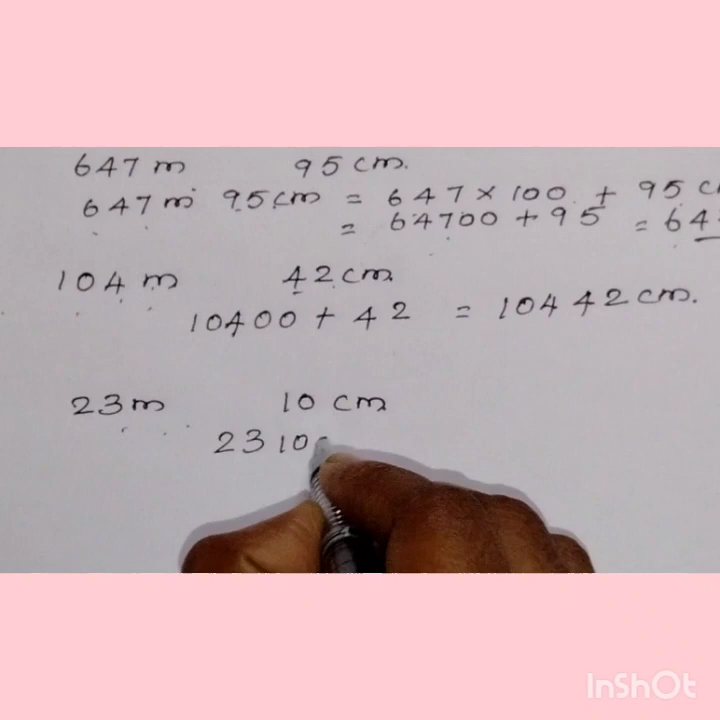 647 m 95 cm.
647 m 95 cm = 647 × 100 + 95
= 64700 + 95 = 64
104 m 42 cm
10400 + 42 = 10442 cm.
23 m 10 cm
2310
InShOt